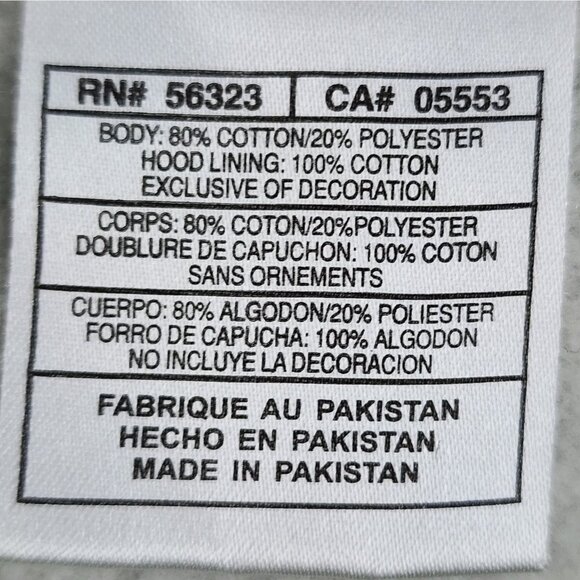 RN# 56323 CA# 05553
BODY: 80% COTTON/20% POLYESTER
HOOD LINING: 100% COTTON
EXCLUSIVE OF DECORATION
CORPS: 80% COTON/20%POLYESTER
DOUBLURE DE CAPUCHON: 100% COTON
SANS ORNEMENTS
CUERPO: 80% ALGODON/20% POLIESTER
FORRO DE CAPUCHA: 100% ALGODON
NO INCLUYE LA DECORACION
FABRIQUE AU PAKISTAN
HECHO EN PAKISTAN
MADE IN PAKISTAN